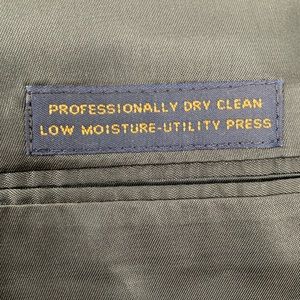 PROFESSIONALLY DRY CLEAN
LOW MOISTURE-UTILITY PRESS